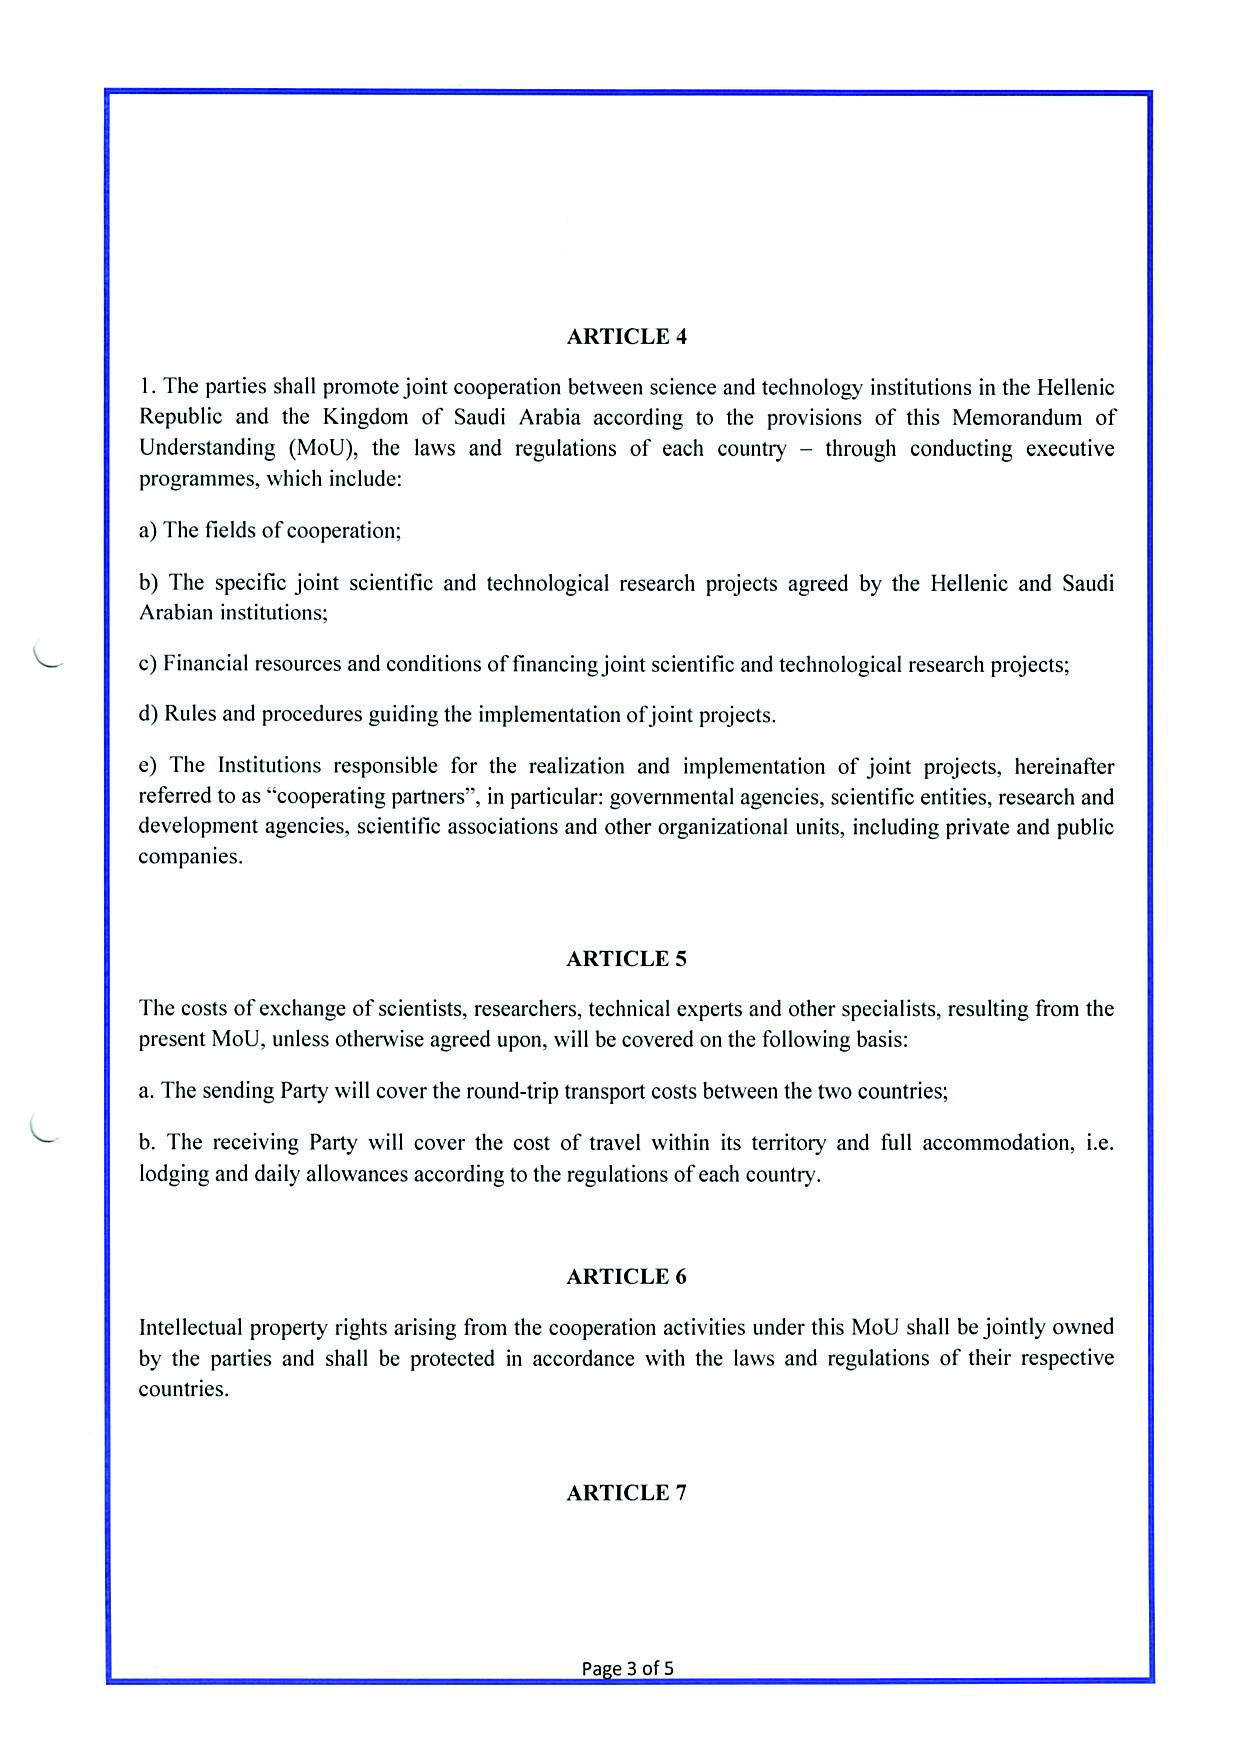 ARTICLE 4
1. The parties shall promote joint cooperation between science and technology institutions in the Hellenic
Republic and the Kingdom of Saudi Arabia according to the provisions of this Memorandum of
Understanding (MoU), the laws and regulations of each country – through conducting executive
programmes, which include:
a) The fields of cooperation;
b) The specific joint scientific and technological research projects agreed by the Hellenic and Saudi
Arabian institutions;
c) Financial resources and conditions of financing joint scientific and technological research projects;
d) Rules and procedures guiding the implementation of joint projects.
e) The Institutions responsible for the realization and implementation of joint projects, hereinafter
referred to as “cooperating partners”, in particular: governmental agencies, scientific entities, research and
development agencies, scientific associations and other organizational units, including private and public
companies.
ARTICLE 5
The costs of exchange of scientists, researchers, technical experts and other specialists, resulting from the
present MoU, unless otherwise agreed upon, will be covered on the following basis:
a. The sending Party will cover the round-trip transport costs between the two countries;
b. The receiving Party will cover the cost of travel within its territory and full accommodation, i.e.
lodging and daily allowances according to the regulations of each country.
ARTICLE 6
Intellectual property rights arising from the cooperation activities under this MoU shall be jointly owned
by the parties and shall be protected in accordance with the laws and regulations of their respective
countries.
ARTICLE 7
Page 3 of 5